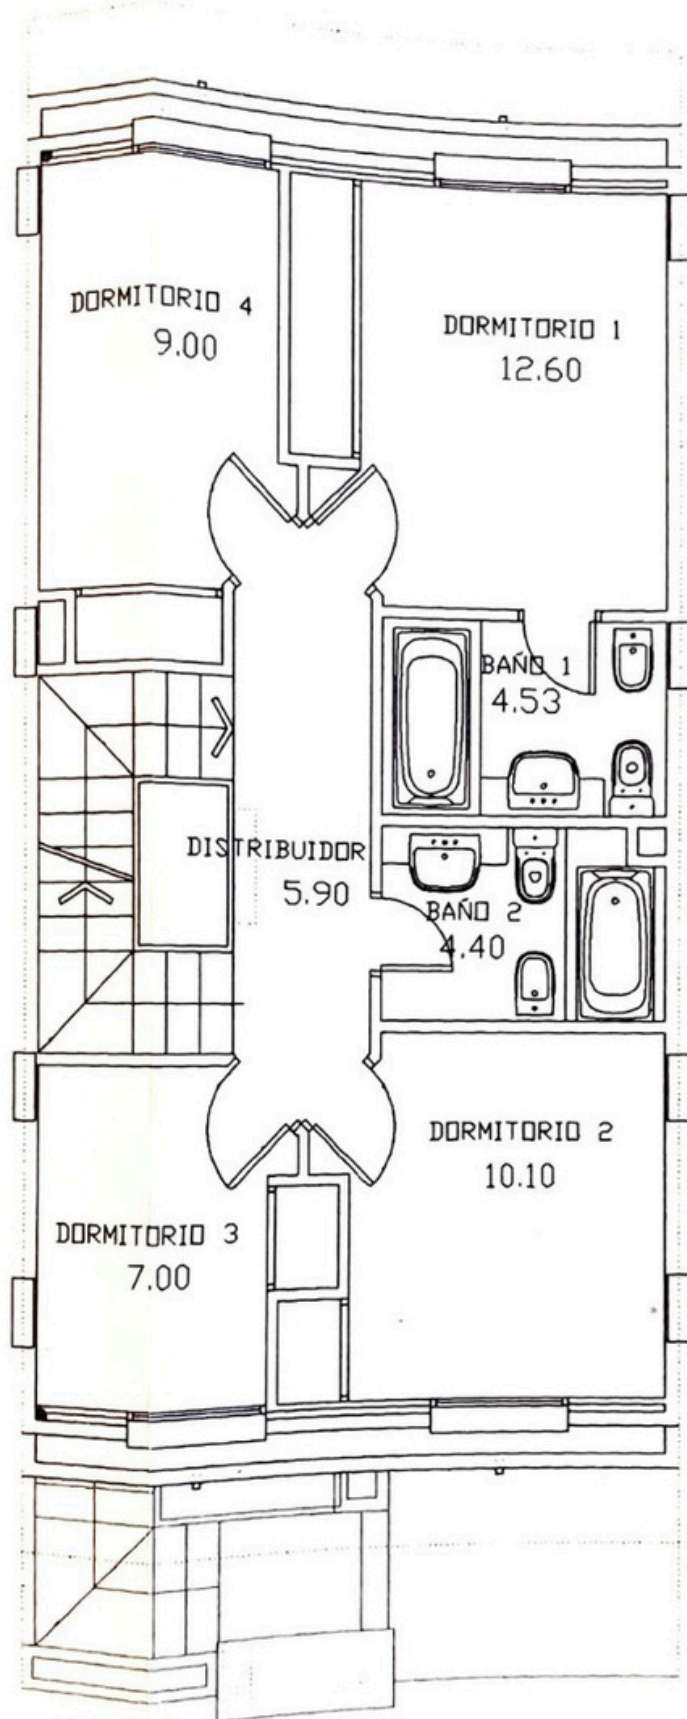 DORMITORIO 4
9.00
DORMITORIO 1
12.60
BAÑO 1
4.53
DISTRIBUIDOR
5.90
BAÑO 2
4.40
DORMITORIO 2
10.10
DORMITORIO 3
7.00